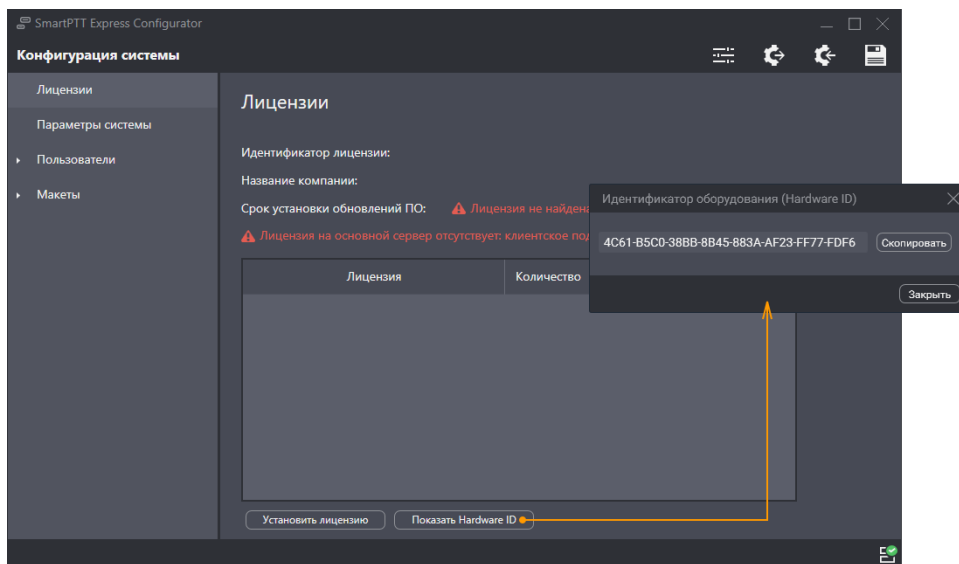 SmartPTT Express Configurator
Конфигурация системы
Лицензии
Параметры системы
Пользователи
Макеты
Лицензии
Идентификатор лицензии:
Название компании:
Срок установки обновлений ПО: Лицензия не найдена
Лицензия на основной сервер отсутствует: клиентское
Лицензия Количество
Установить лицензию Показать Hardware ID
Идентификатор оборудования (Hardware ID)
4C61-B5C0-38BB-8B45-883A-AF23-FF77-FDF6 Скопировать
Закрыть